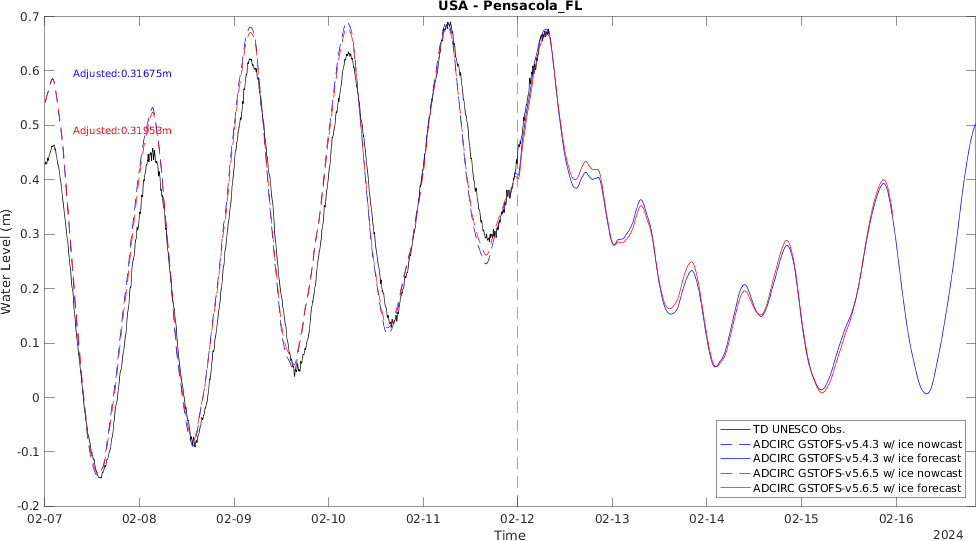 USA - Pensacola_FL
0.7
0.6
0.5
0.4
0.3
0.2
0.1
0
-0.1
-0.2
Water Level (m)
Adjusted:0.31675m
Adjusted:0.31953m
TD UNESCO Obs.
ADCIRC GSTOFS-v5.4.3 w/ ice nowcast
ADCIRC GSTOFS-v5.4.3 w/ ice forecast
ADCIRC GSTOFS-v5.6.5 w/ ice nowcast
ADCIRC GSTOFS-v5.6.5 w/ ice forecast
02-07 02-08 02-09 02-10 02-11 02-12 02-13 02-14 02-15 02-16
Time
2024